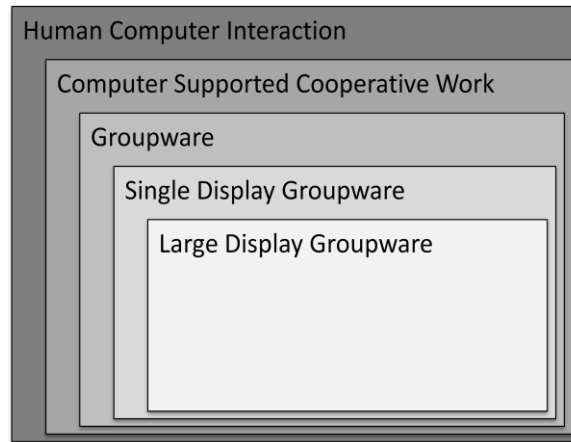 Human Computer Interaction
Computer Supported Cooperative Work
Groupware
Single Display Groupware
Large Display Groupware